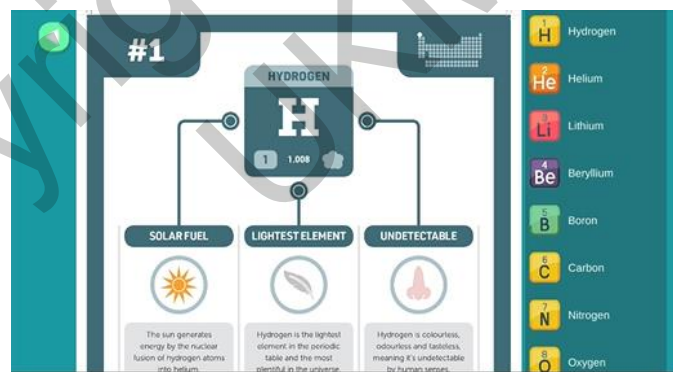 #1
HYDROGEN
H
1 1.008
SOLAR FUEL
LIGHTEST ELEMENT
UNDETECTABLE
The sun generates
energy by the nuclear
fusion of hydrogen atoms
into helium.
Hydrogen is the lightest
element in the periodic
table and the most
plentiful in the universe.
Hydrogen is colourless,
odourless and tasteless,
meaning it's undetectable
by human senses.
1
H Hydrogen
2
He Helium
3
Li Lithium
4
Be Beryllium
5
B Boron
6
C Carbon
7
N Nitrogen
8
O Oxygen